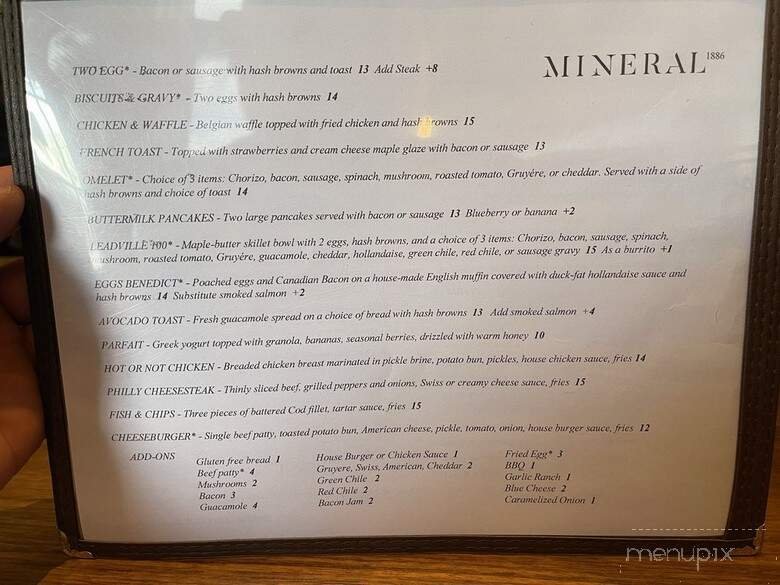 MINERAL 1886
TWO EGG* - Bacon or sausage with hash browns and toast 13 Add Steak +8
BISCUITS & GRAVY* - Two eggs with hash browns 14
CHICKEN & WAFFLE - Belgian waffle topped with fried chicken and hash browns 15
FRENCH TOAST - Topped with strawberries and cream cheese maple glaze with bacon or sausage 13
OMELET* - Choice of 3 items: Chorizo, bacon, sausage, spinach, mushroom, roasted tomato, Gruyére, or cheddar. Served with a side of
hash browns and choice of toast 14
BUTTERMILK PANCAKES - Two large pancakes served with bacon or sausage 13 Blueberry or banana +2
LEADVILLE 100* - Maple-butter skillet bowl with 2 eggs, hash browns, and a choice of 3 items: Chorizo, bacon, sausage, spinach,
mushroom, roasted tomato, Gruyére, guacamole, cheddar, hollandaise, green chile, red chile, or sausage gravy 15 As a burrito +1
EGGS BENEDICT* - Poached eggs and Canadian Bacon on a house-made English muffin covered with duck-fat hollandaise sauce and
hash browns 14 Substitute smoked salmon +2
AVOCADO TOAST - Fresh guacamole spread on a choice of bread with hash browns 13 Add smoked salmon +4
PARFAIT - Greek yogurt topped with granola, bananas, seasonal berries, drizzled with warm honey 10
HOT OR NOT CHICKEN - Breaded chicken breast marinated in pickle brine, potato bun, pickles, house chicken sauce, fries 14
PHILLY CHEESESTEAK - Thinly sliced beef, grilled peppers and onions, Swiss or creamy cheese sauce, fries 15
FISH & CHIPS - Three pieces of battered Cod fillet, tartar sauce, fries 15
CHEESEBURGER* - Single beef patty, toasted potato bun, American cheese, pickle, tomato, onion, house burger sauce, fries 12
ADD-ONS
Gluten free bread 1
Beef patty* 4
Mushrooms 2
Bacon 3
Guacamole 4
House Burger or Chicken Sauce 1
Gruyere, Swiss, American, Cheddar 2
Green Chile 2
Red Chile 2
Bacon Jam 2
Fried Egg* 3
BBQ 1
Garlic Ranch 1
Blue Cheese 2
Caramelized Onion 1
menupix